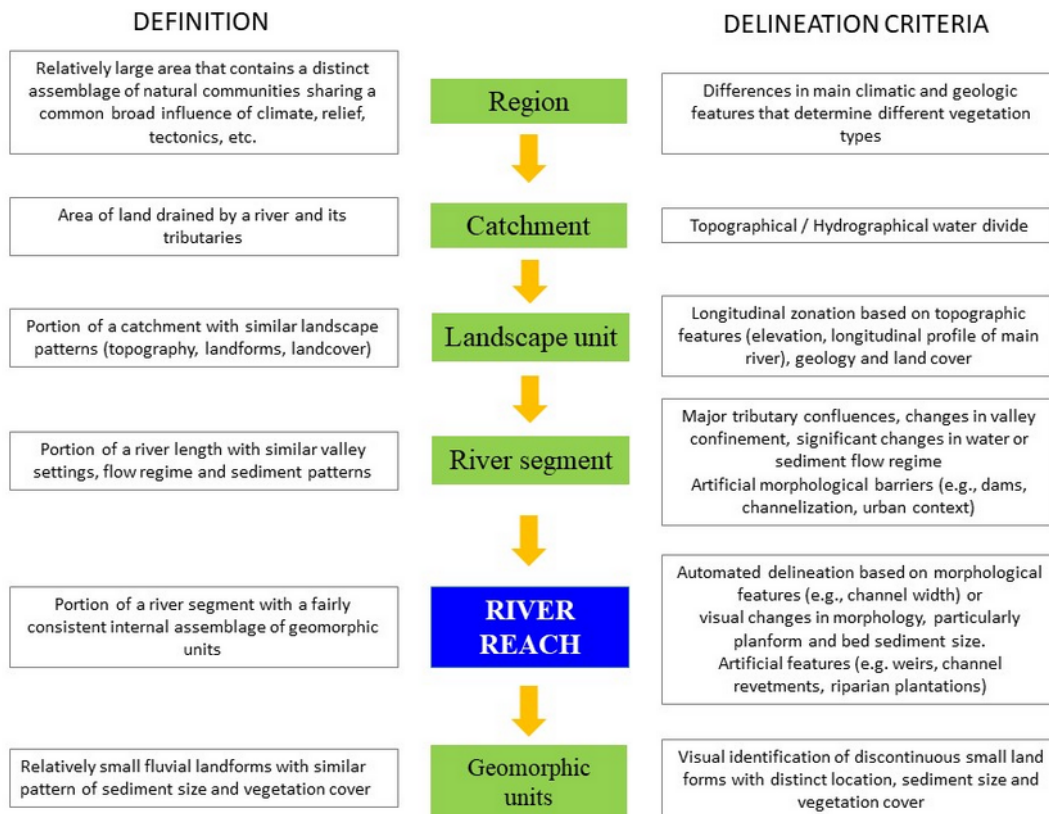 DEFINITION
DELINEATION CRITERIA
Relatively large area that contains a distinct
assemblage of natural communities sharing a
common broad influence of climate, relief,
tectonics, etc.
Region
Differences in main climatic and geologic
features that determine different vegetation
types
Area of land drained by a river and its
tributaries
Catchment
Topographical / Hydrographical water divide
Portion of a catchment with similar landscape
patterns (topography, landforms, landcover)
Landscape unit
Longitudinal zonation based on topographic
features (elevation, longitudinal profile of main
river), geology and land cover
Portion of a river length with similar valley
settings, flow regime and sediment patterns
River segment
Major tributary confluences, changes in valley
confinement, significant changes in water or
sediment flow regime
Artificial morphological barriers (e.g., dams,
channelization, urban context)
Portion of a river segment with a fairly
consistent internal assemblage of geomorphic
units
RIVER
REACH
Automated delineation based on morphological
features (e.g., channel width) or
visual changes in morphology, particularly
planform and bed sediment size.
Artificial features (e.g. weirs, channel
revetments, riparian plantations)
Relatively small fluvial landforms with similar
pattern of sediment size and vegetation cover
Geomorphic
units
Visual identification of discontinuous small land
forms with distinct location, sediment size and
vegetation cover